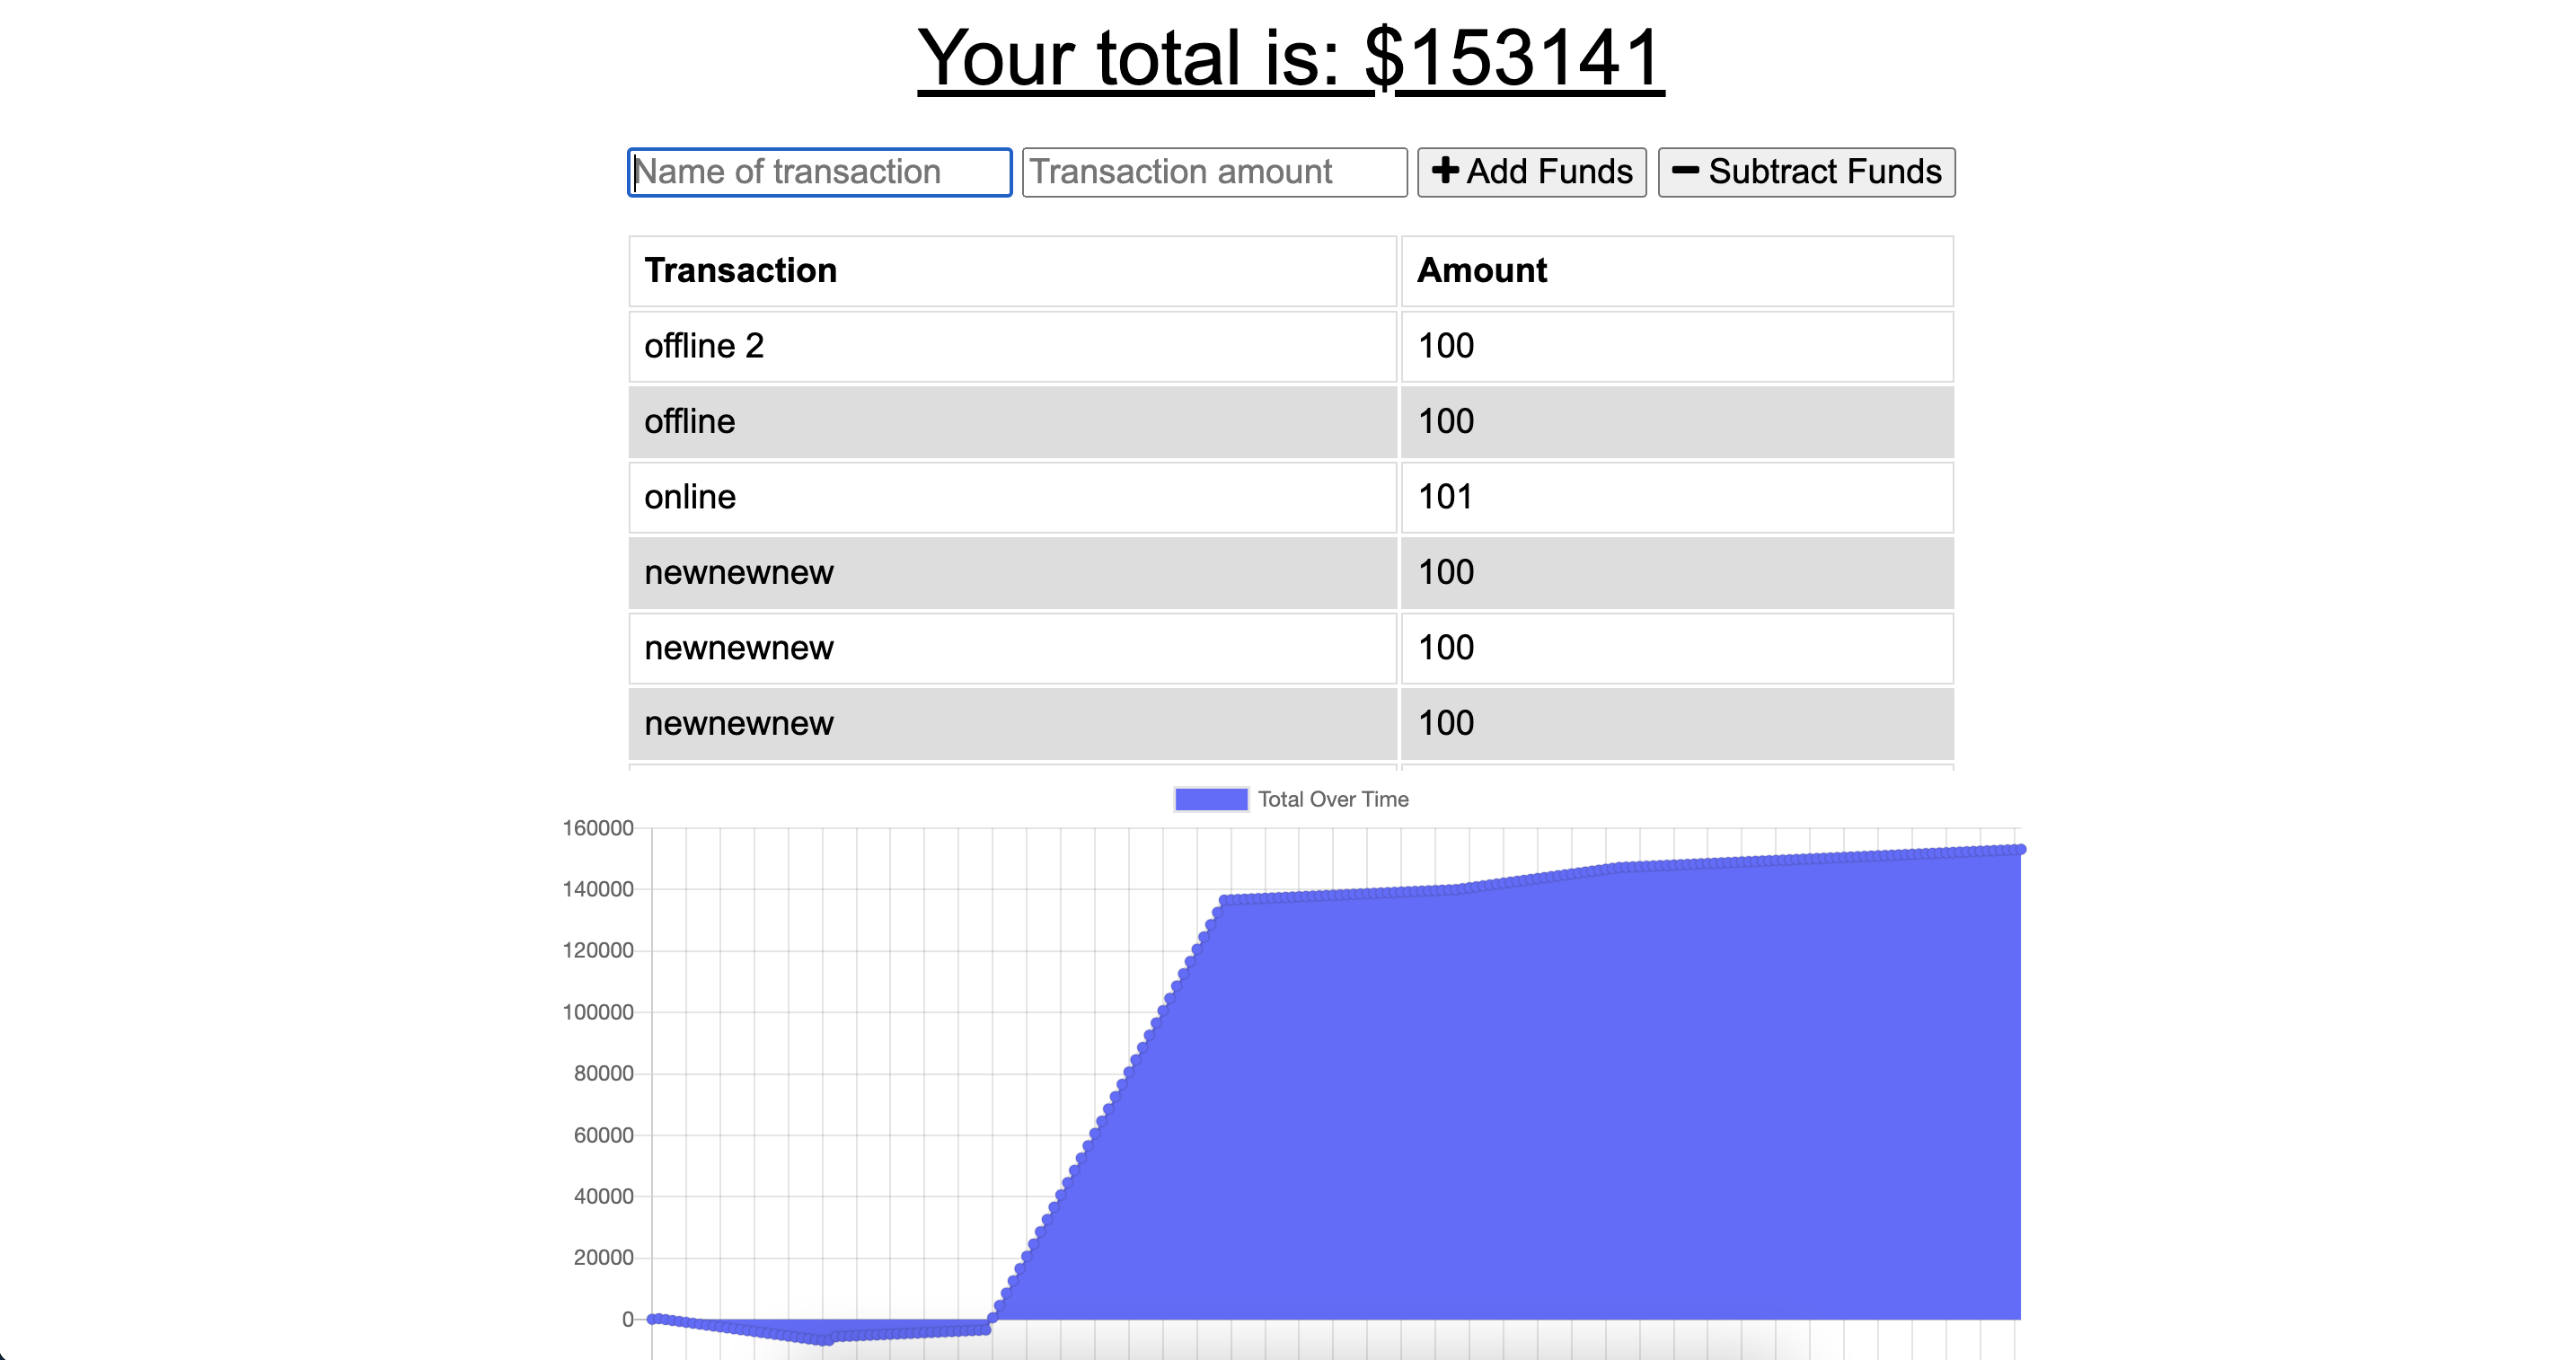 Your total is: $153141
Name of transaction Transaction amount + Add Funds − Subtract Funds
Transaction Amount
offline 2 100
offline 100
online 101
newnewnew 100
newnewnew 100
newnewnew 100
Total Over Time
160000
140000
120000
100000
80000
60000
40000
20000
0